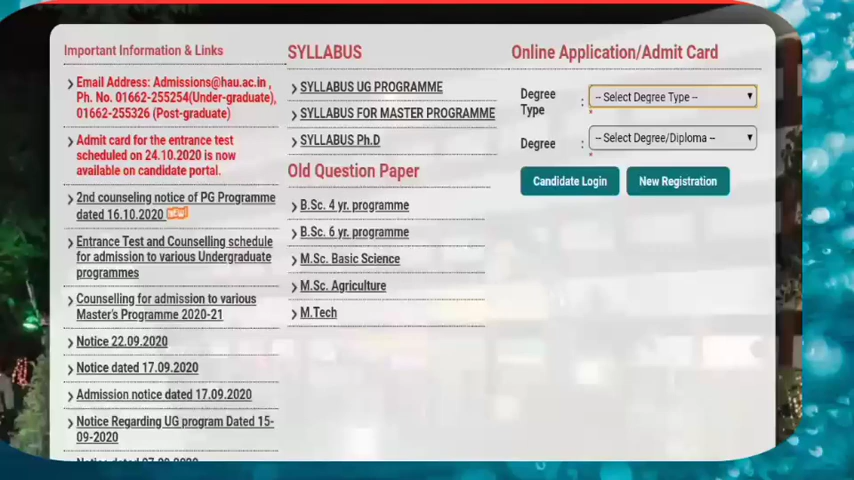 Important Information & Links
Email Address: Admissions@hau.ac.in ,
Ph. No. 01662-255254(Under-graduate),
01662-255326 (Post-graduate)
Admit card for the entrance test
scheduled on 24.10.2020 is now
available on candidate portal.
2nd counseling notice of PG Programme
dated 16.10.2020
Entrance Test and Counselling schedule
for admission to various Undergraduate
programmes
Counselling for admission to various
Master's Programme 2020-21
Notice 22.09.2020
Notice dated 17.09.2020
Admission notice dated 17.09.2020
Notice Regarding UG program Dated 15-
09-2020
SYLLABUS
SYLLABUS UG PROGRAMME
SYLLABUS FOR MASTER PROGRAMME
SYLLABUS Ph.D
Old Question Paper
B.Sc. 4 yr. programme
B.Sc. 6 yr. programme
M.Sc. Basic Science
M.Sc. Agriculture
M.Tech
Online Application/Admit Card
Degree : -- Select Degree Type --
Type *
Degree : -- Select Degree/Diploma --
*
Candidate Login New Registration